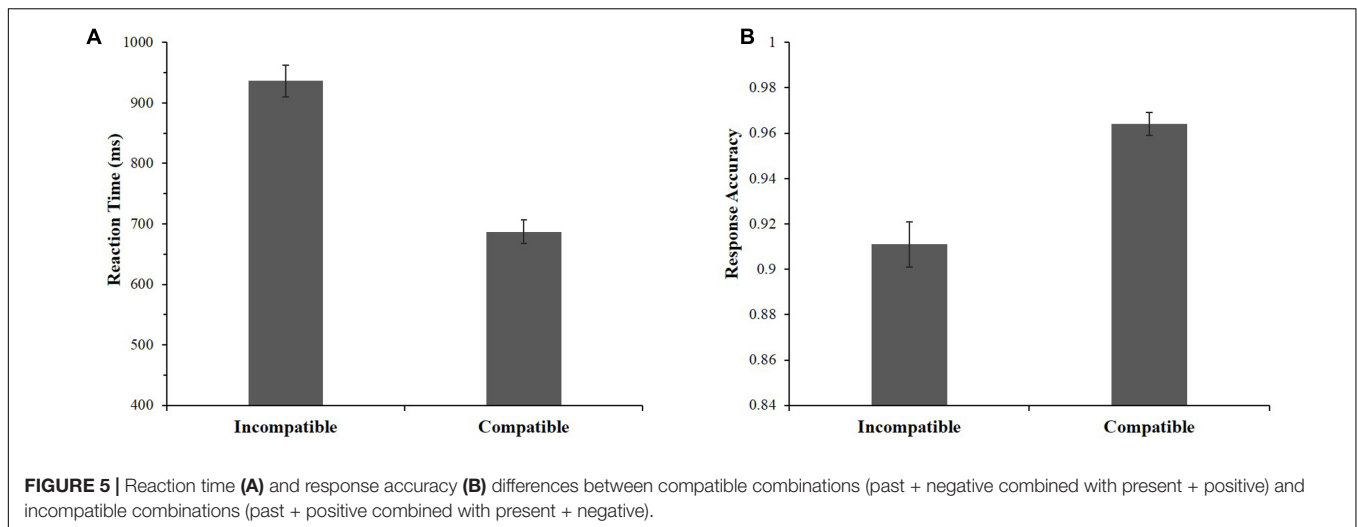 A
1000
900
800
700
600
500
400
Reaction Time (ms)
Incompatible Compatible
B
1
0.98
0.96
0.94
0.92
0.9
0.88
0.86
0.84
Response Accuracy
Incompatible Compatible
FIGURE 5 | Reaction time (A) and response accuracy (B) differences between compatible combinations (past + negative combined with present + positive) and
incompatible combinations (past + positive combined with present + negative).